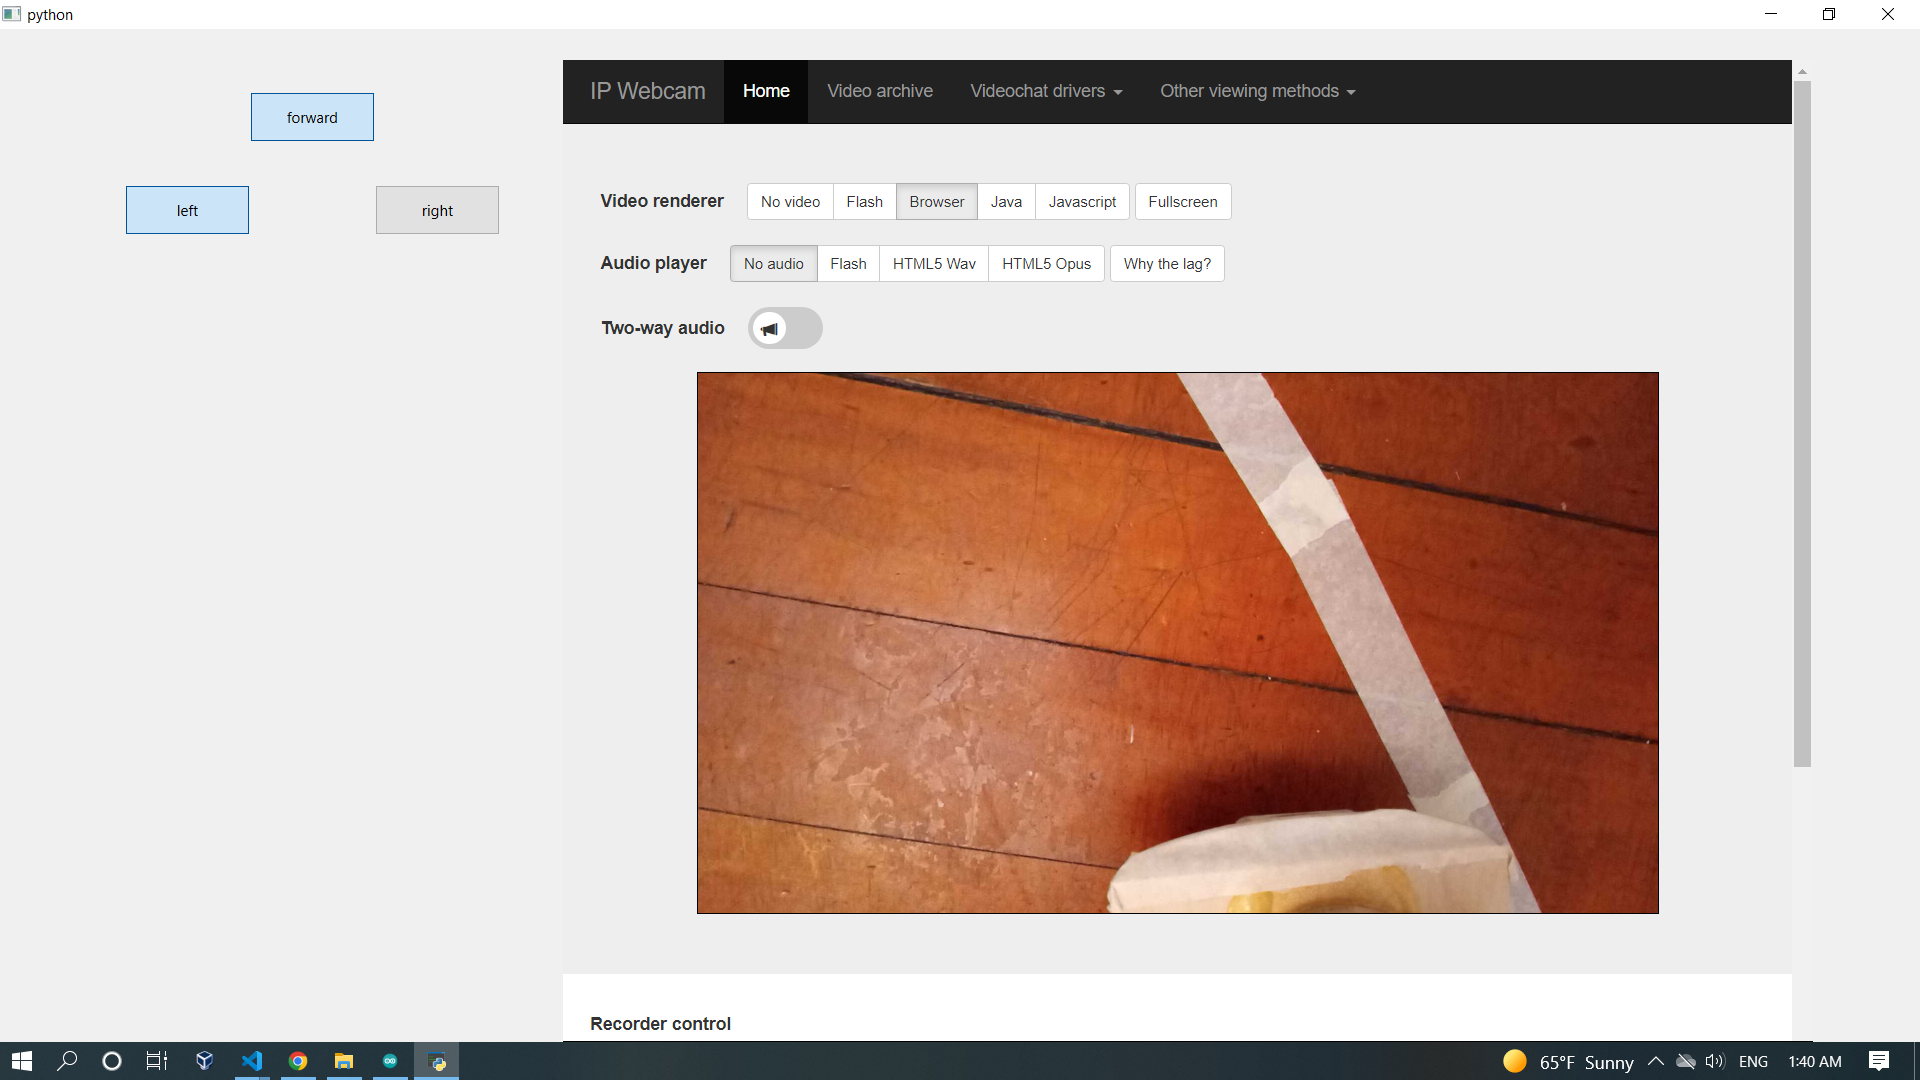 python
forward
left
right
IP Webcam Home Video archive Videochat drivers Other viewing methods
Video renderer No video Flash Browser Java Javascript Fullscreen
Audio player No audio Flash HTML5 Wav HTML5 Opus Why the lag?
Two-way audio
Recorder control
65°F Sunny ENG 1:40 AM